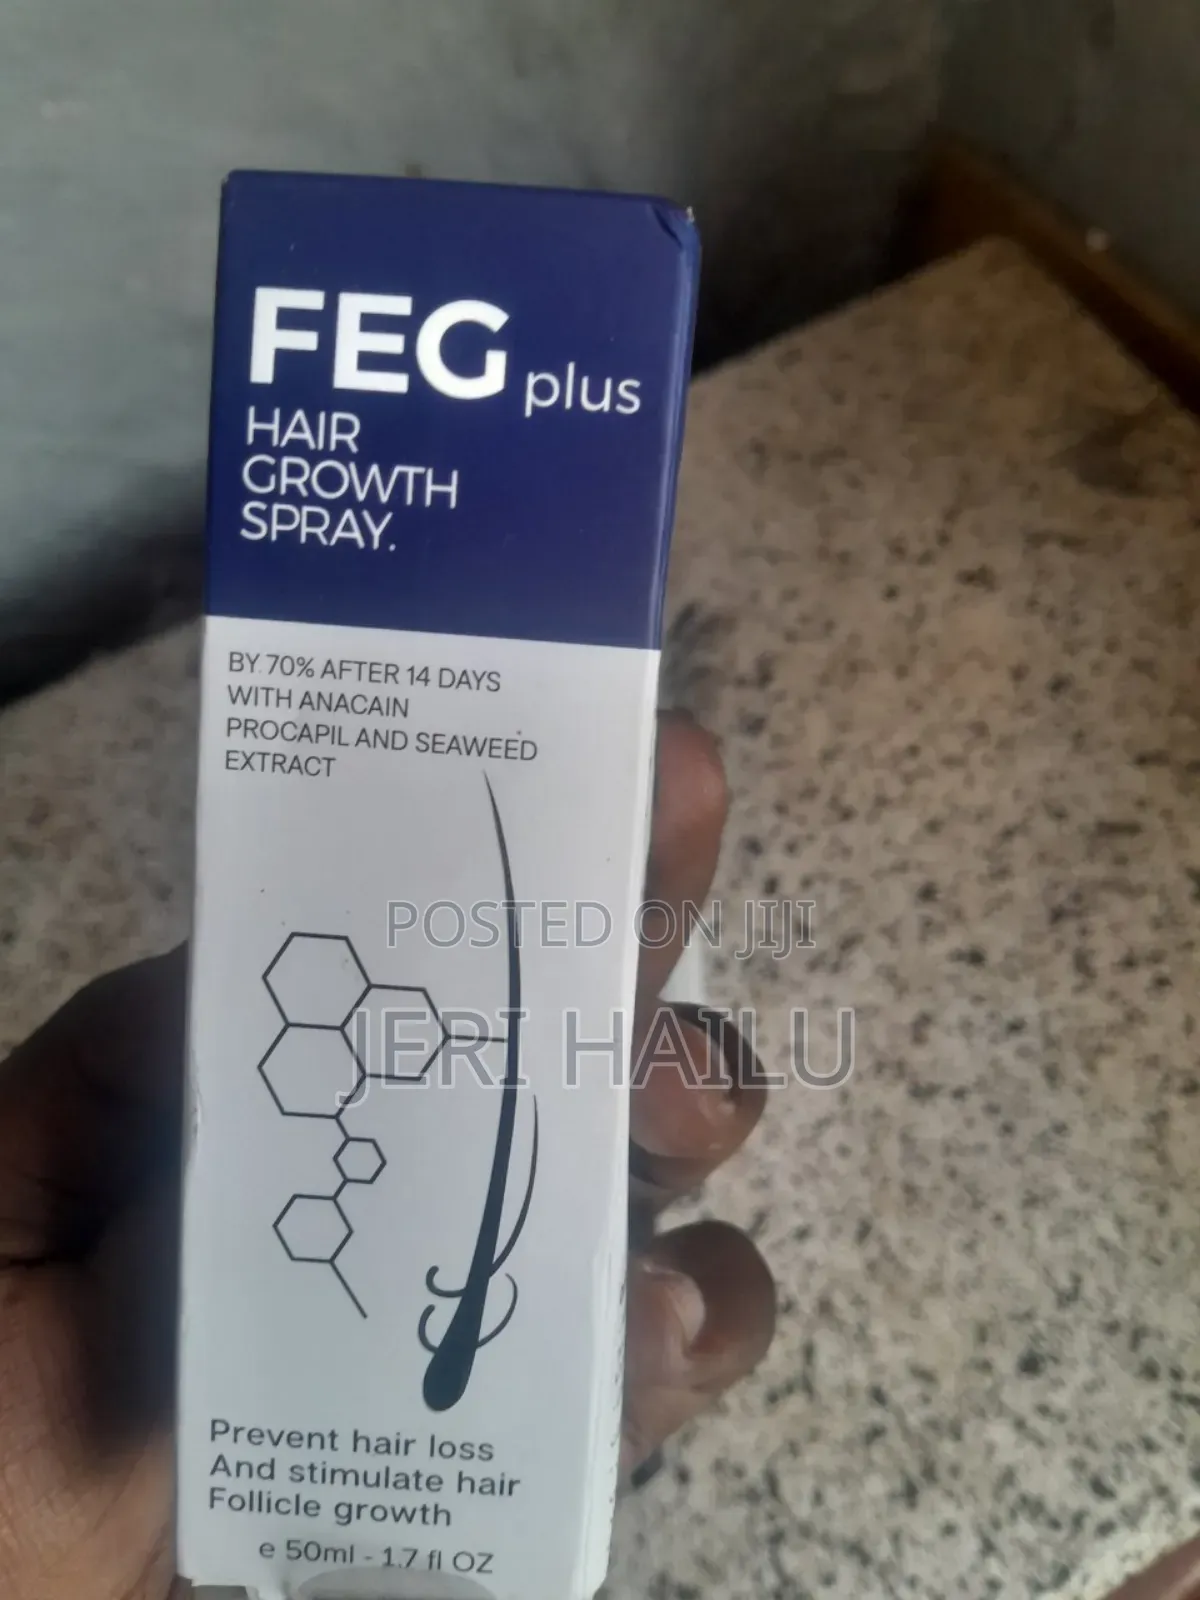 FEG plus
HAIR
GROWTH
SPRAY.
BY 70% AFTER 14 DAYS
WITH ANACAIN
PROCAPIL AND SEAWEED
EXTRACT
POSTED ON JIJI
JERI HAILU
Prevent hair loss
And stimulate hair
Follicle growth
e 50ml - 1.7 fl OZ